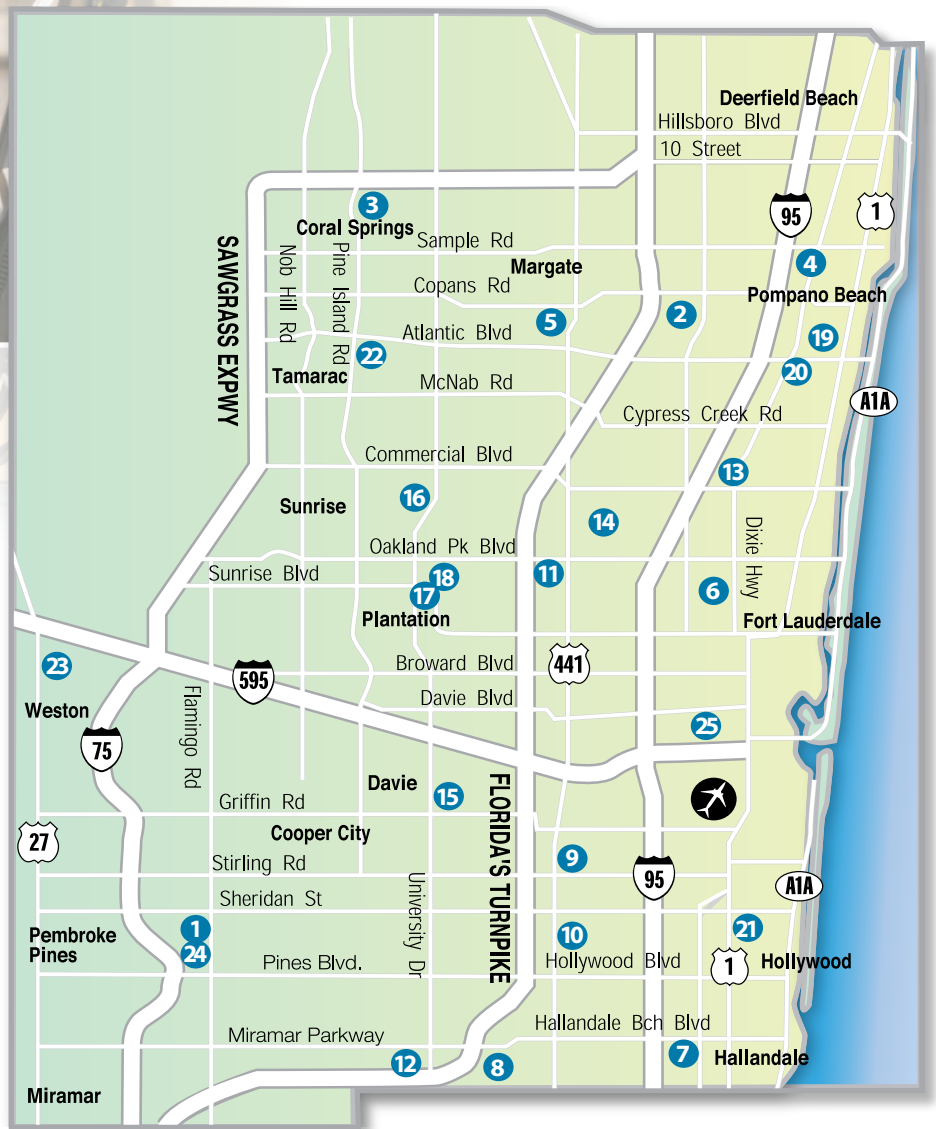 Deerfield Beach
Hillsboro Blvd
10 Street
3
Coral Springs
95
1
SAWGRASS EXPWY
Nob Hill Rd
Pine Island Rd
Sample Rd
Margate
4
Copans Rd
Pompano Beach
5
2
Atlantic Blvd
19
22
Tamarac
20
McNab Rd
A1A
Cypress Creek Rd
Commercial Blvd
13
16
Sunrise
14
Dixie Hwy
Oakland Pk Blvd
Sunrise Blvd
18
11
17
6
Plantation
Fort Lauderdale
23
595
Broward Blvd
441
Weston
Flamingo Rd
Davie Blvd
25
75
Davie
15
FLORIDA'S TURNPIKE
Griffin Rd
Cooper City
27
Stirling Rd
9
95
A1A
Sheridan St
University Dr
1
24
Pembroke
Pines
10
21
Pines Blvd.
Hollywood Blvd
1
Hollywood
Miramar Parkway
Hallandale Bch Blvd
12
8
7
Hallandale
Miramar